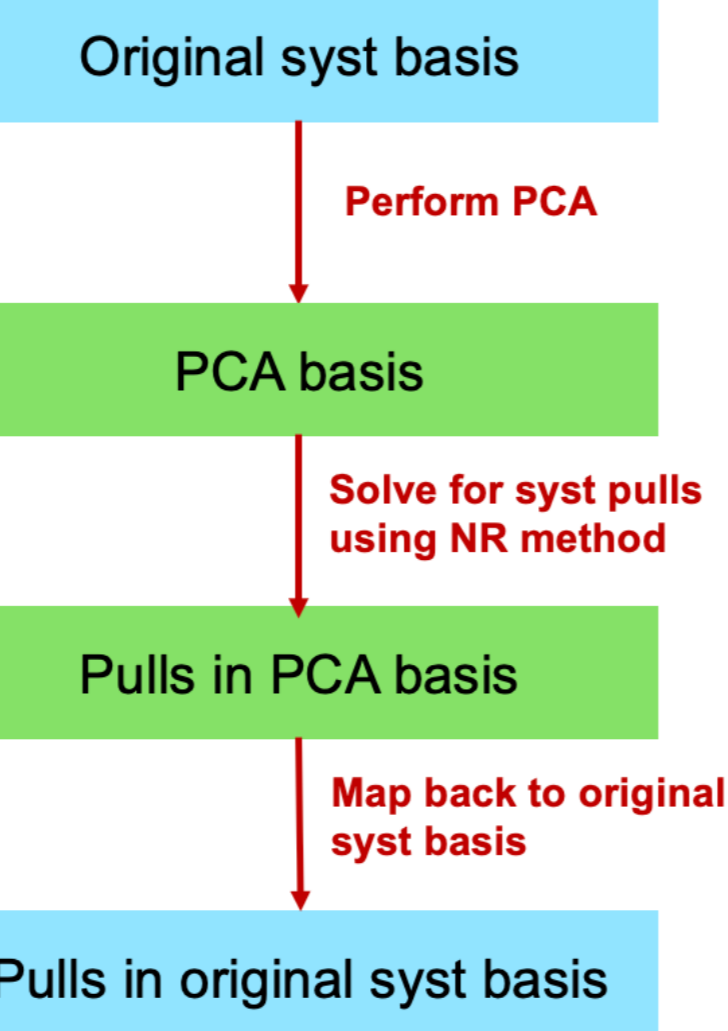 Original syst basis
Perform PCA
PCA basis
Solve for syst pulls
using NR method
Pulls in PCA basis
Map back to original
syst basis
Pulls in original syst basis